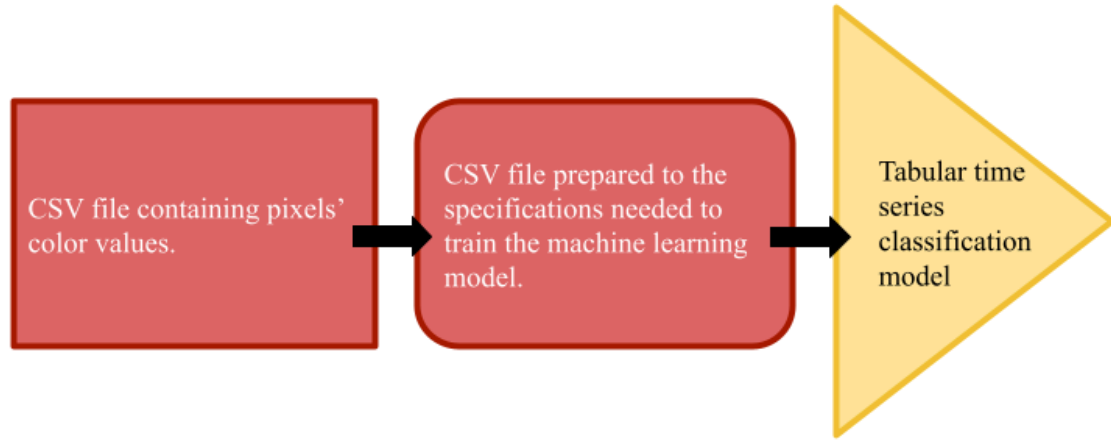 CSV file containing pixels’
color values.
CSV file prepared to the
specifications needed to
train the machine learning
model.
Tabular time
series
classification
model